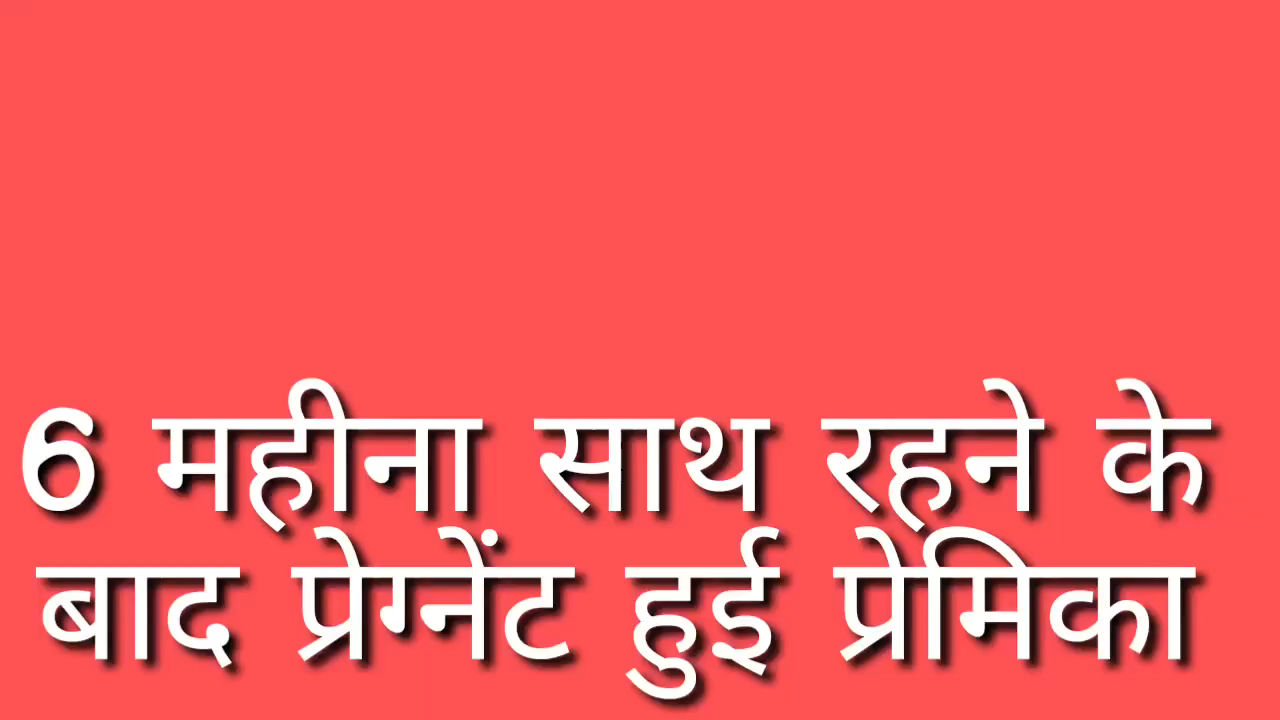 6 महीना साथ रहने के
बाद प्रेग्नेंट हुई प्रेमिका